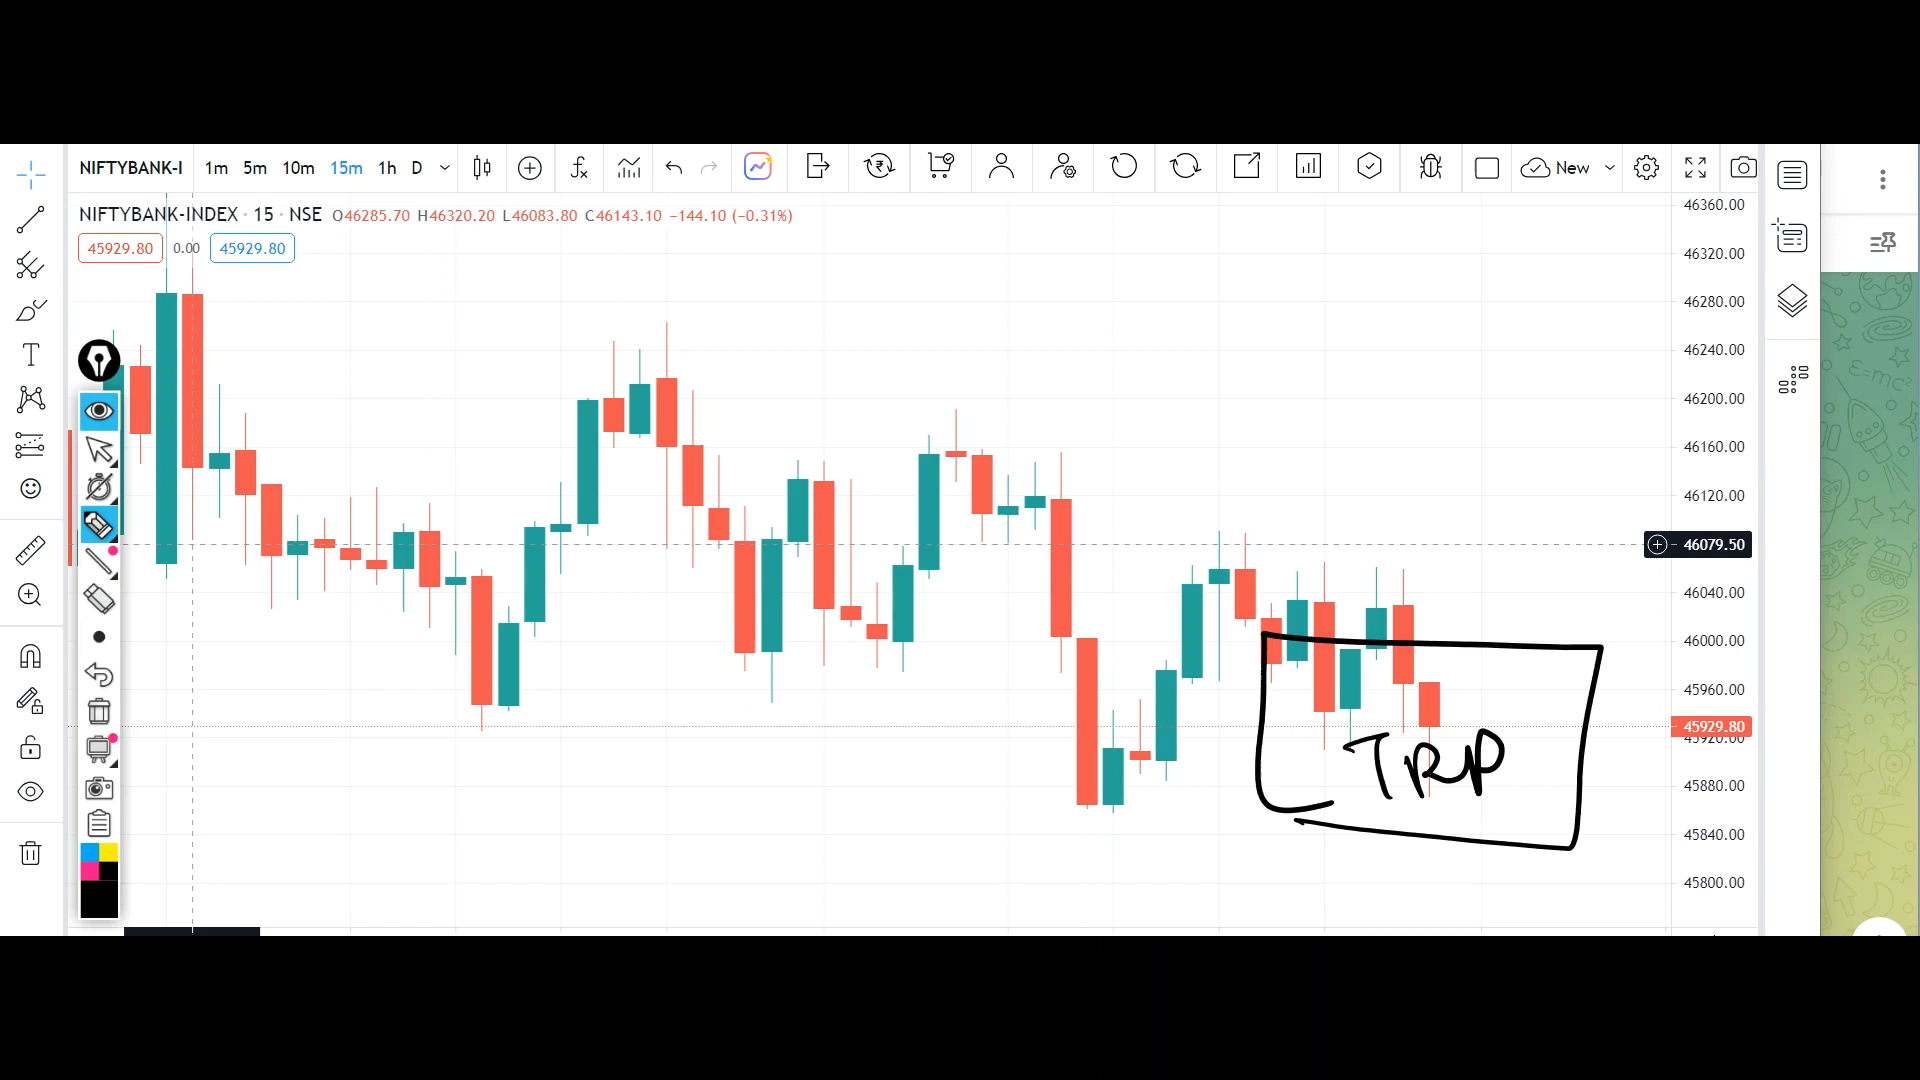 NIFTYBANK-I 1m 5m 10m 15m 1h D New
NIFTYBANK-INDEX · 15 · NSE O46285.70 H46320.20 L46083.80 C46143.10 −144.10 (−0.31%)
45929.80 0.00 45929.80
46360.00
46320.00
46280.00
46240.00
46200.00
46160.00
46120.00
46079.50
46040.00
46000.00
45960.00
45929.80
45920.00
45880.00
45840.00
45800.00
TRP
T
E=mc²